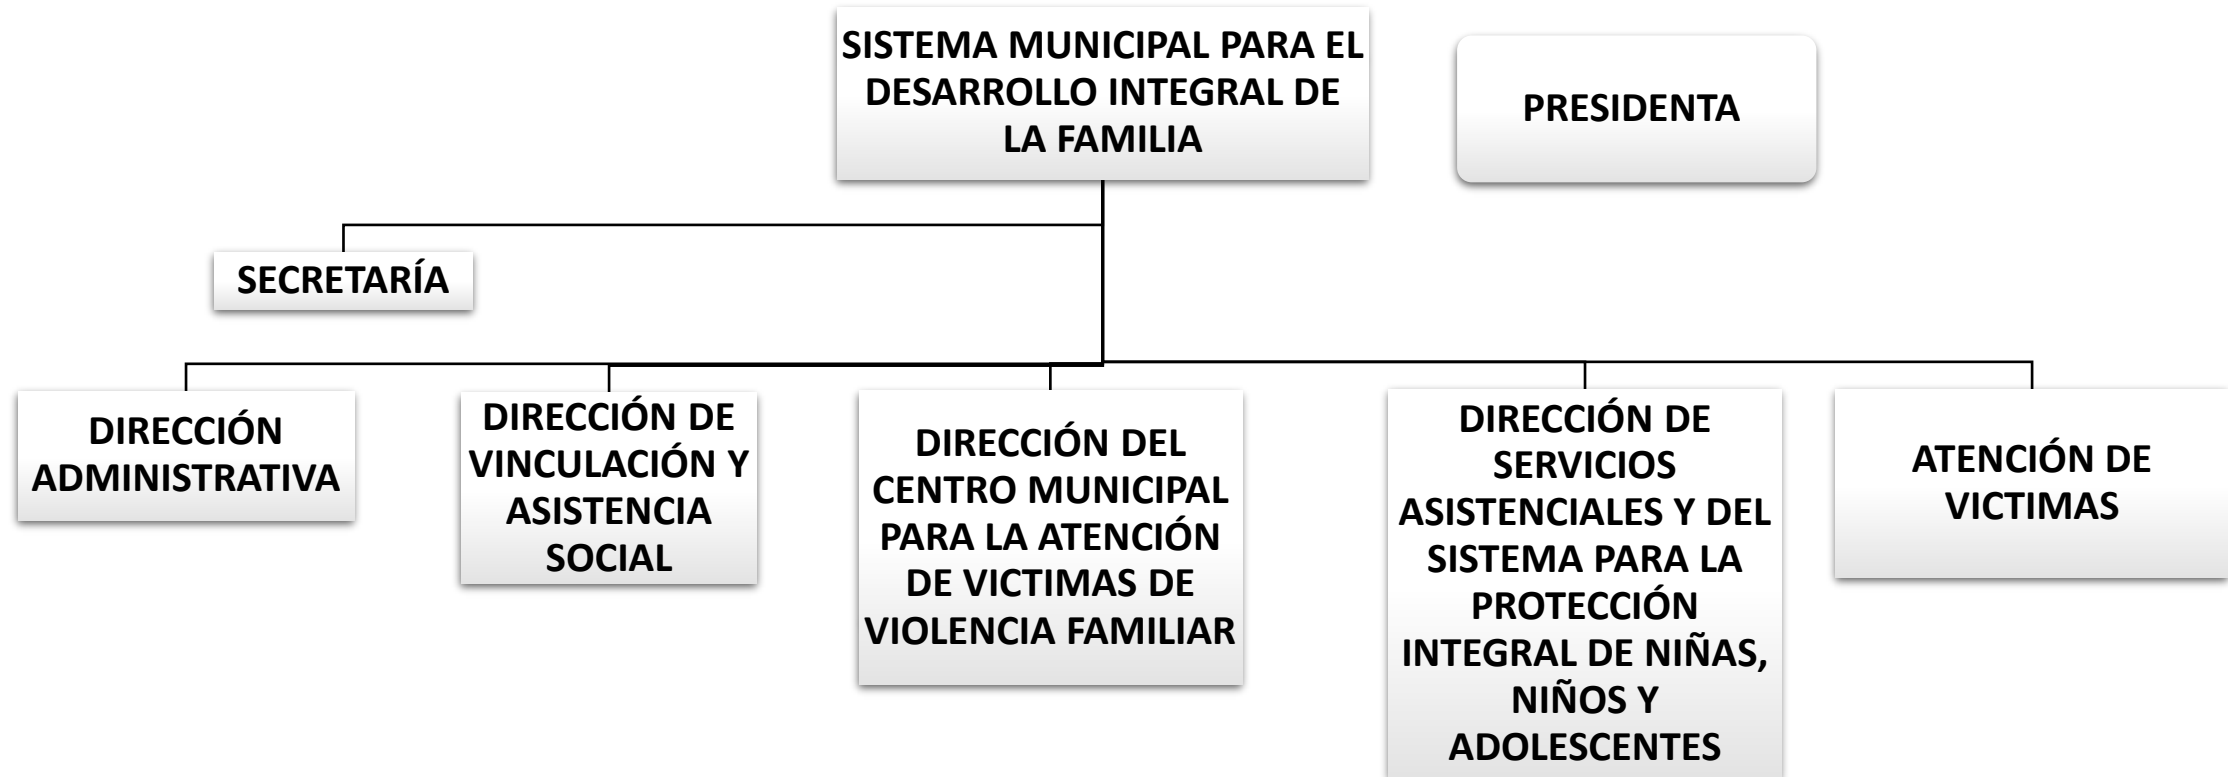 SISTEMA MUNICIPAL PARA EL
DESARROLLO INTEGRAL DE
LA FAMILIA
PRESIDENTA
SECRETARÍA
DIRECCIÓN
ADMINISTRATIVA
DIRECCIÓN DE
VINCULACIÓN Y
ASISTENCIA
SOCIAL
DIRECCIÓN DEL
CENTRO MUNICIPAL
PARA LA ATENCIÓN
DE VICTIMAS DE
VIOLENCIA FAMILIAR
DIRECCIÓN DE
SERVICIOS
ASISTENCIALES Y DEL
SISTEMA PARA LA
PROTECCIÓN
INTEGRAL DE NIÑAS,
NIÑOS Y
ADOLESCENTES
ATENCIÓN DE
VICTIMAS